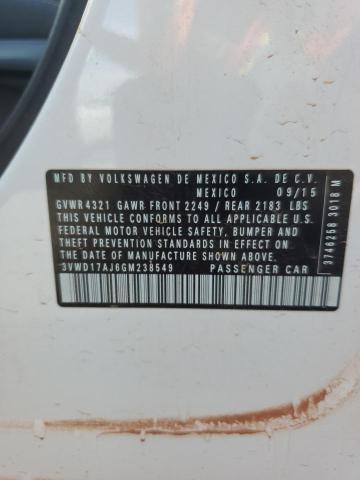 MFD BY VOLKSWAGEN DE MEXICO S.A. DE C.V.
MEXICO 09/15
GVWR 4321 GAWR FRONT 2249 / REAR 2183 LBS
THIS VEHICLE CONFORMS TO ALL APPLICABLE U.S.
FEDERAL MOTOR VEHICLE SAFETY, BUMPER AND
THEFT PREVENTION STANDARDS IN EFFECT ON
THE DATE OF MANUFACTURE SHOWN ABOVE.
3VWD17AJ6GM238549 PASSENGER CAR
3746258 3018 M